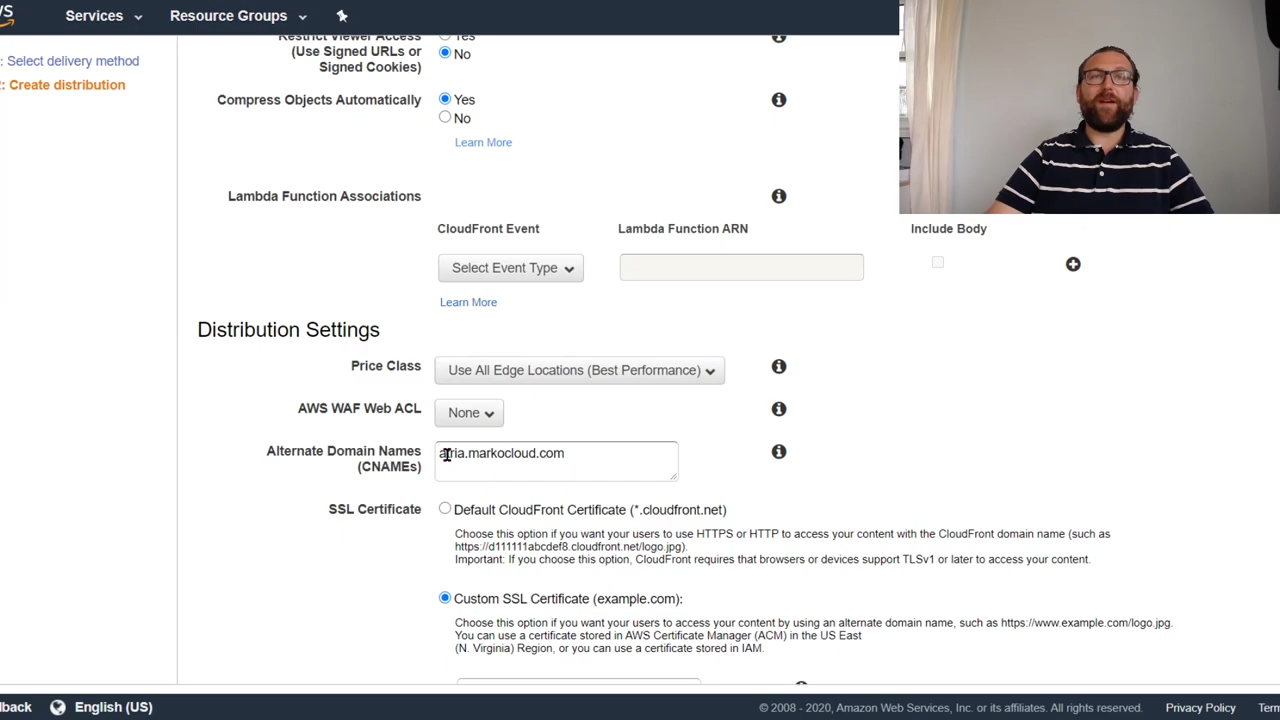 Services
Resource Groups
: Select delivery method
: Create distribution
Restrict Viewer Access
(Use Signed URLs or
Signed Cookies)
Yes
No
Compress Objects Automatically
Yes
No
Learn More
Lambda Function Associations
CloudFront Event
Lambda Function ARN
Include Body
Select Event Type
Learn More
Distribution Settings
Price Class
Use All Edge Locations (Best Performance)
AWS WAF Web ACL
None
Alternate Domain Names
(CNAMEs)
.markocloud.com
SSL Certificate
Default CloudFront Certificate (*.cloudfront.net)
Choose this option if you want your users to use HTTPS or HTTP to access your content with the CloudFront domain name (such as
https://d111111abcdef8.cloudfront.net/logo.jpg).
Important: If you choose this option, CloudFront requires that browsers or devices support TLSv1 or later to access your content.
Custom SSL Certificate (example.com):
Choose this option if you want your users to access your content by using an alternate domain name, such as https://www.example.com/logo.jpg.
You can use a certificate stored in AWS Certificate Manager (ACM) in the US East
(N. Virginia) Region, or you can use a certificate stored in IAM.
dback
English (US)
© 2008 - 2020, Amazon Web Services, Inc. or its affiliates. All rights reserved.
Privacy Policy
Tern